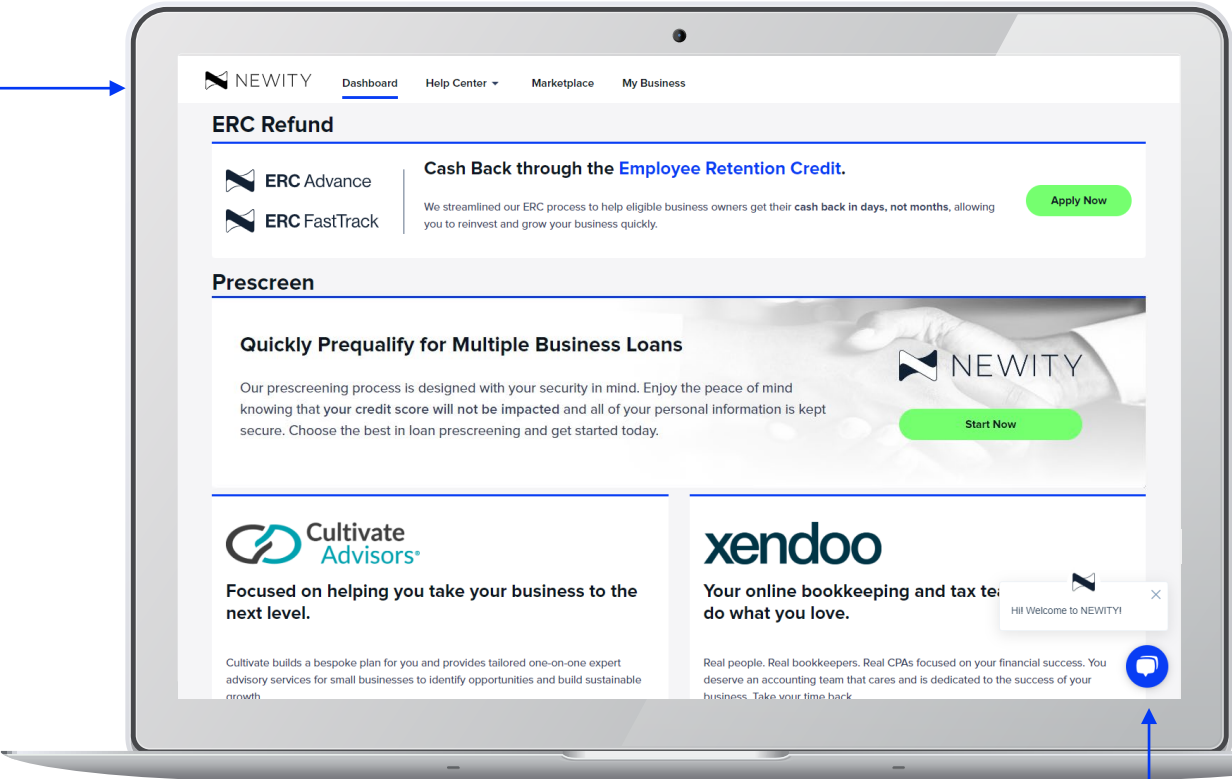 NEWITY
Dashboard
Help Center
Marketplace
My Business
ERC Refund
ERC Advance
ERC FastTrack
Cash Back through the Employee Retention Credit.
We streamlined our ERC process to help eligible business owners get their cash back in days, not months, allowing
you to reinvest and grow your business quickly.
Apply Now
Prescreen
Quickly Prequalify for Multiple Business Loans
Our prescreening process is designed with your security in mind. Enjoy the peace of mind
knowing that your credit score will not be impacted and all of your personal information is kept
secure. Choose the best in loan prescreening and get started today.
NEWITY
Start Now
Cultivate
Advisors®
Focused on helping you take your business to the
next level.
Cultivate builds a bespoke plan for you and provides tailored one-on-one expert
advisory services for small businesses to identify opportunities and build sustainable
growth
xendoo
Your online bookkeeping and tax
do what you love.
Real people. Real bookkeepers. Real CPAs focused on your financial success. You
deserve an accounting team that cares and is dedicated to the success of your
business. Take your time back
Hi! Welcome to NEWITY!